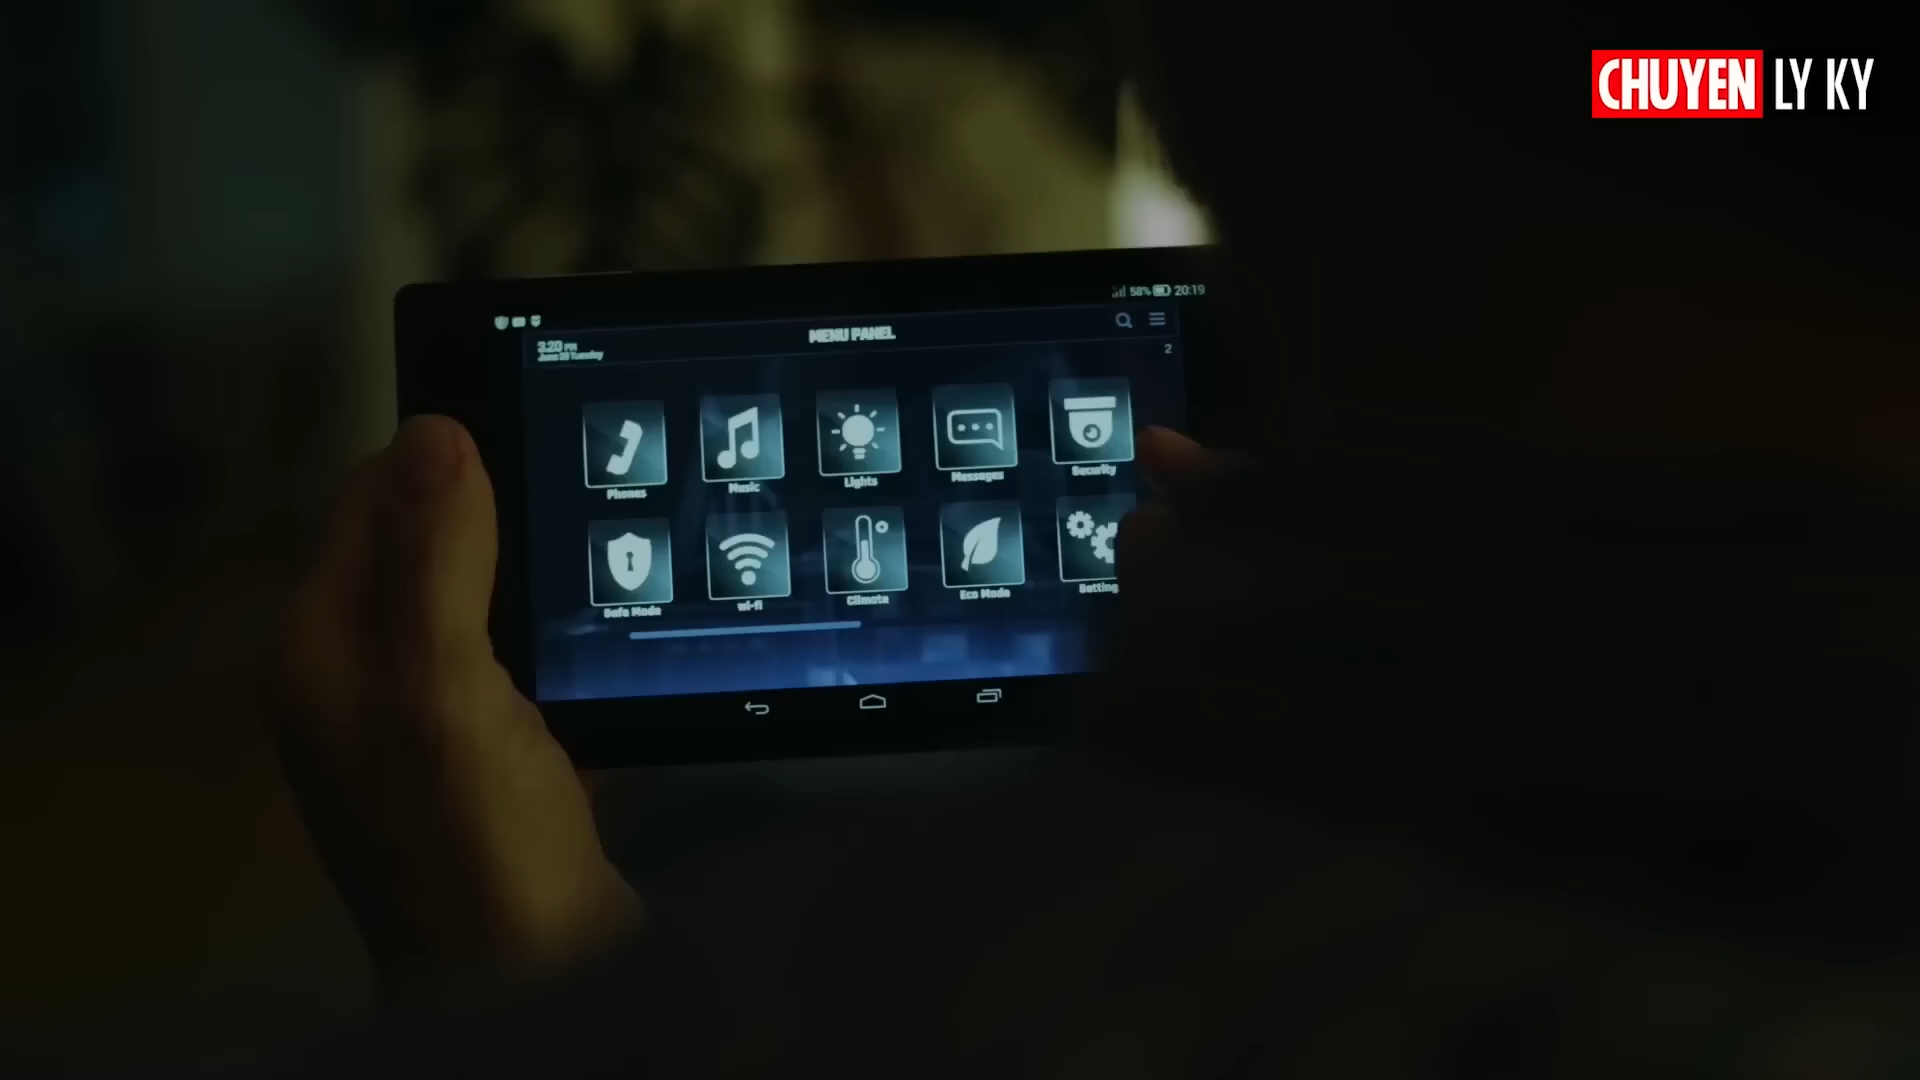 CHUYEN LY KY
58% 20:19
3.20 PM
MENU PANEL
2
Phones
Music
Lights
Messages
Security
Safe Mode
wi-fi
Climate
Eco Mode
Setting